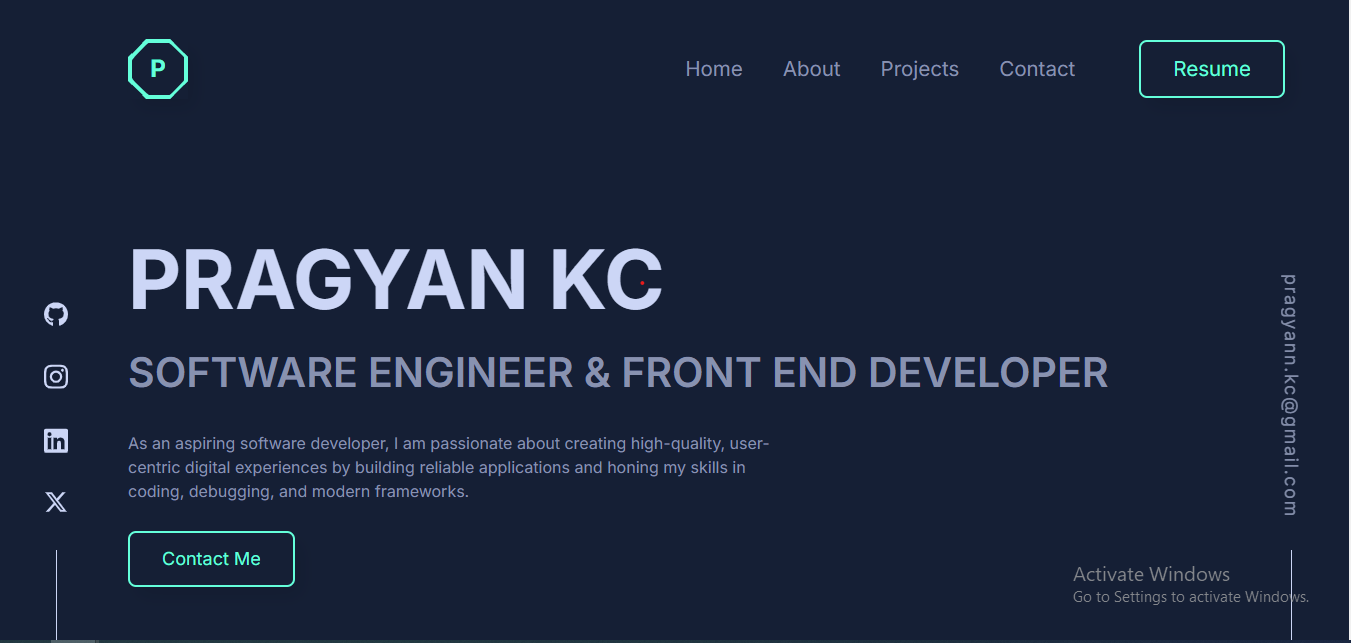 P
Home About Projects Contact Resume
PRAGYAN KC
SOFTWARE ENGINEER & FRONT END DEVELOPER
As an aspiring software developer, I am passionate about creating high-quality, user-
centric digital experiences by building reliable applications and honing my skills in
coding, debugging, and modern frameworks.
Contact Me
pragyann.kc@gmail.com
Activate Windows
Go to Settings to activate Windows.